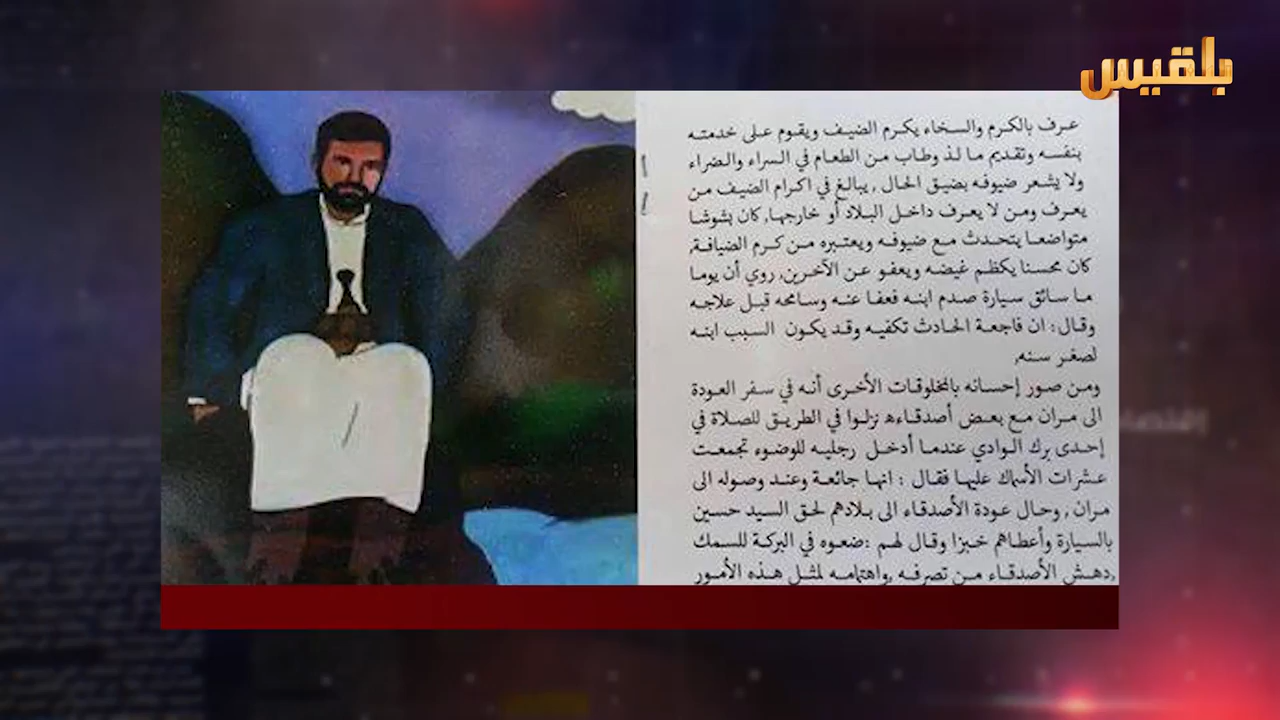 بلقيس
عرف بالكرم والسخاء يكرم الضيف ويقوم على خدمته
بنفسه وتقديم ما لذ وطاب من الطعام في السراء والضراء
ولا يشعر ضيوفه بضيق الحال , يبالغ في اكرام الضيف من
يعرف ومن لا يعرف داخل البلاد أو خارجها, كان بشوشا
متواضعا يتحدث مع ضيوفه ويعتبره من كرم الضيافة,
كان محسنا يكظم غيضه ويعفو عن الآخرين, روي أن يوما
ما سائق سيارة صدم ابنه فعفا عنه وسامحه قبل علاجه
وقال : ان فاجعة الحادث تكفيه وقد يكون السبب ابنه
لصغر سنه,
ومن صور إحسانه بالمخلوقات الأخرى أنه في سفر العودة
الى مران مع بعض أصدقاءه نزلوا في الطريق للصلاة في
إحدى برك الوادي عندما أدخل رجليه للوضوء تجمعت
عشرات الأسماك عليها فقال : انها جائعة وعند وصوله الى
مران , وحال عودة الأصدقاء الى بلادهم لحق السيد حسين
بالسيارة وأعطاهم خبزا وقال لهم :ضعوه في البركة للسمك
,دهش الأصدقاء من تصرفه ,واهتمامه لمثل هذه الأمور